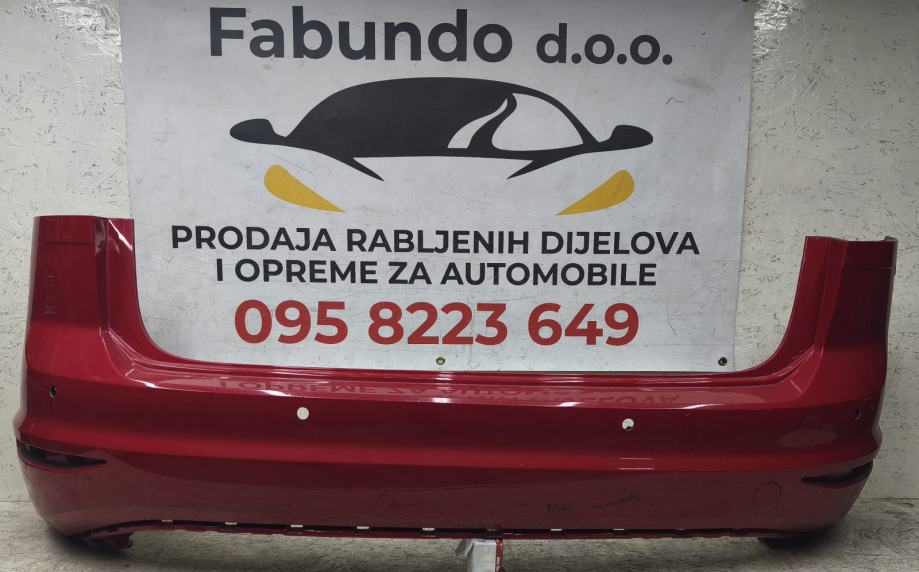 Fabundo d.o.o.
PRODAJA RABLJENIH DIJELOVA
I OPREME ZA AUTOMOBILE
095 8223 649